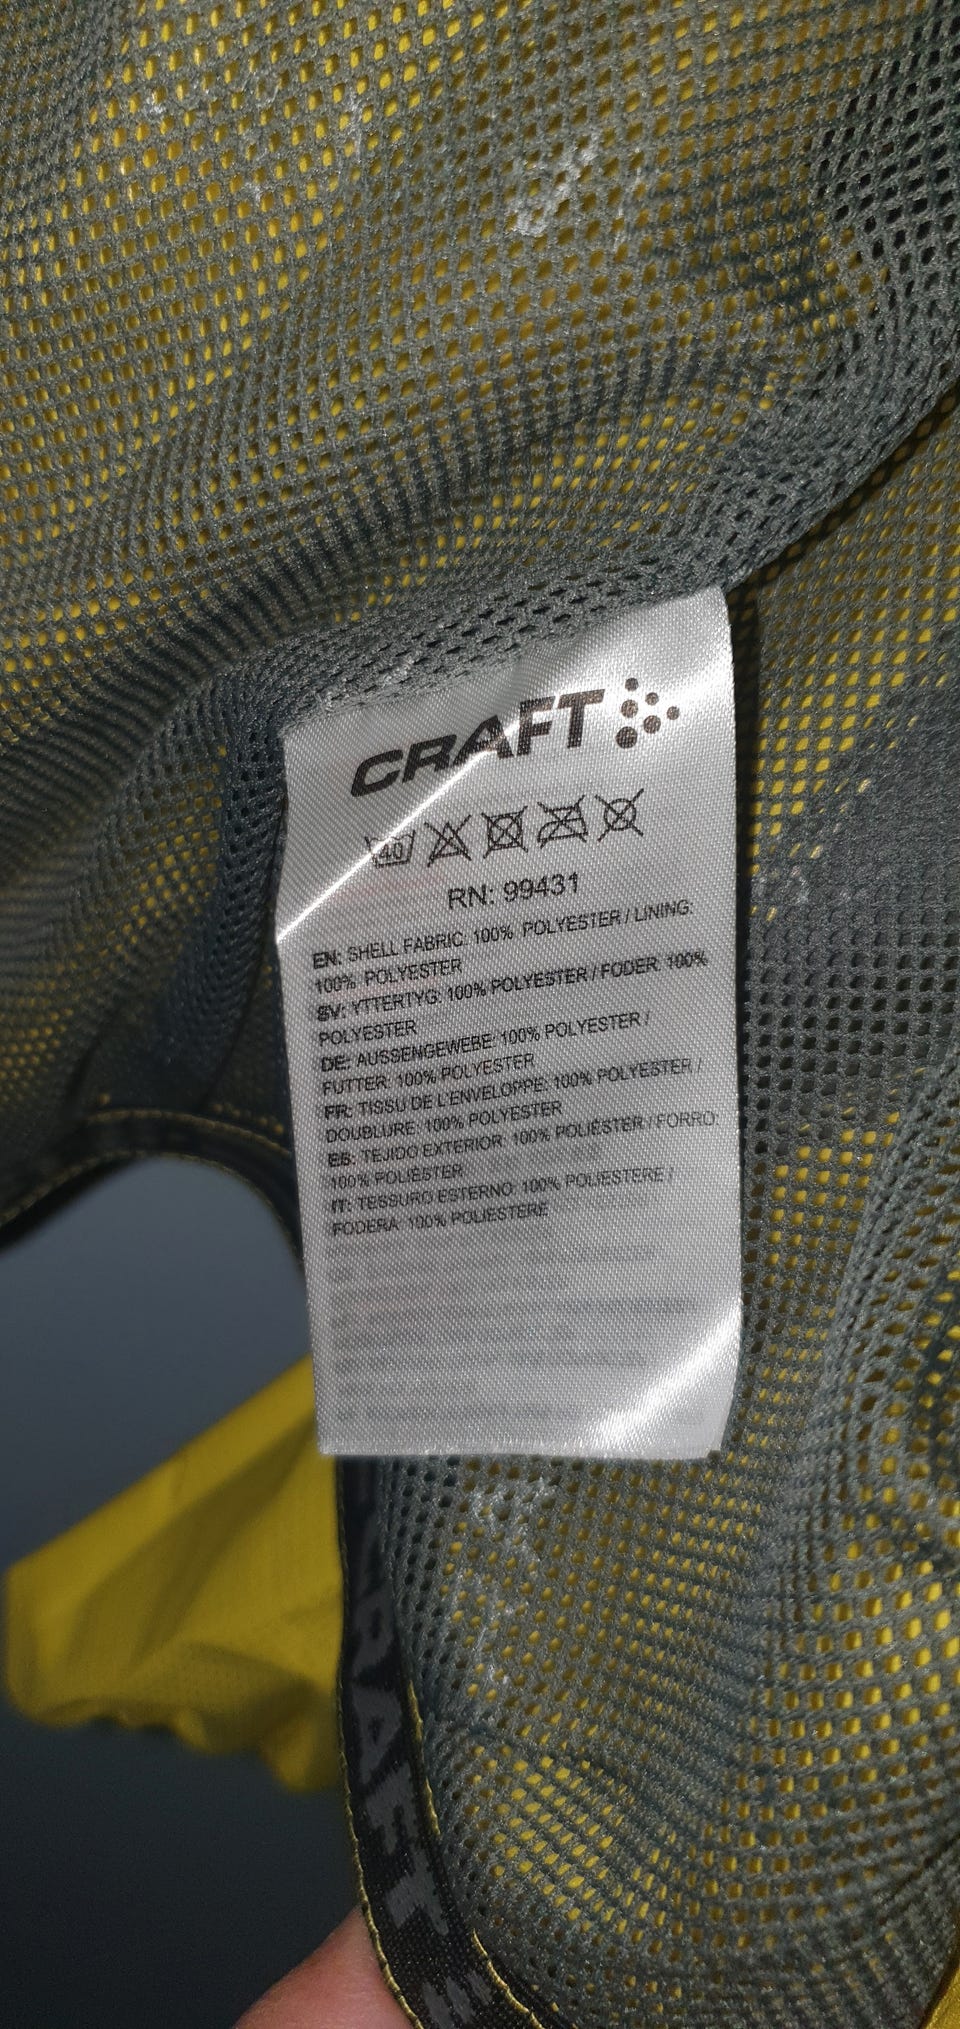 CRAFT
40
RN: 99431
EN: SHELL FABRIC: 100% POLYESTER / LINING:
100% POLYESTER
SV: YTTERTYG: 100% POLYESTER / FODER: 100%
POLYESTER
DE: AUSSENGEWEBE: 100% POLYESTER /
FUTTER: 100% POLYESTER
FR: TISSU DE L'ENVELOPPE: 100% POLYESTER /
DOUBLURE: 100% POLYESTER
ES: TEJIDO EXTERIOR: 100% POLIÉSTER / FORRO:
100% POLIÉSTER
IT: TESSUTO ESTERNO: 100% POLIESTERE /
FODERA: 100% POLIESTERE
CRAFT